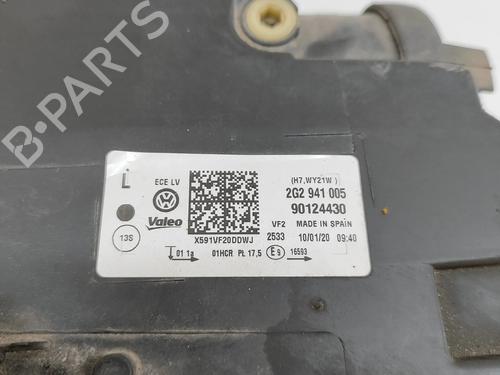 B-PARTS
L
ECE LV
(H7,WY21W)
2G2 941 005
90124430
Valeo
VF2 MADE IN SPAIN
13S
X591VF20DDWJ
2533 10/01/20 09:40
01 1a
01HCR PL 17,5
E9
16593